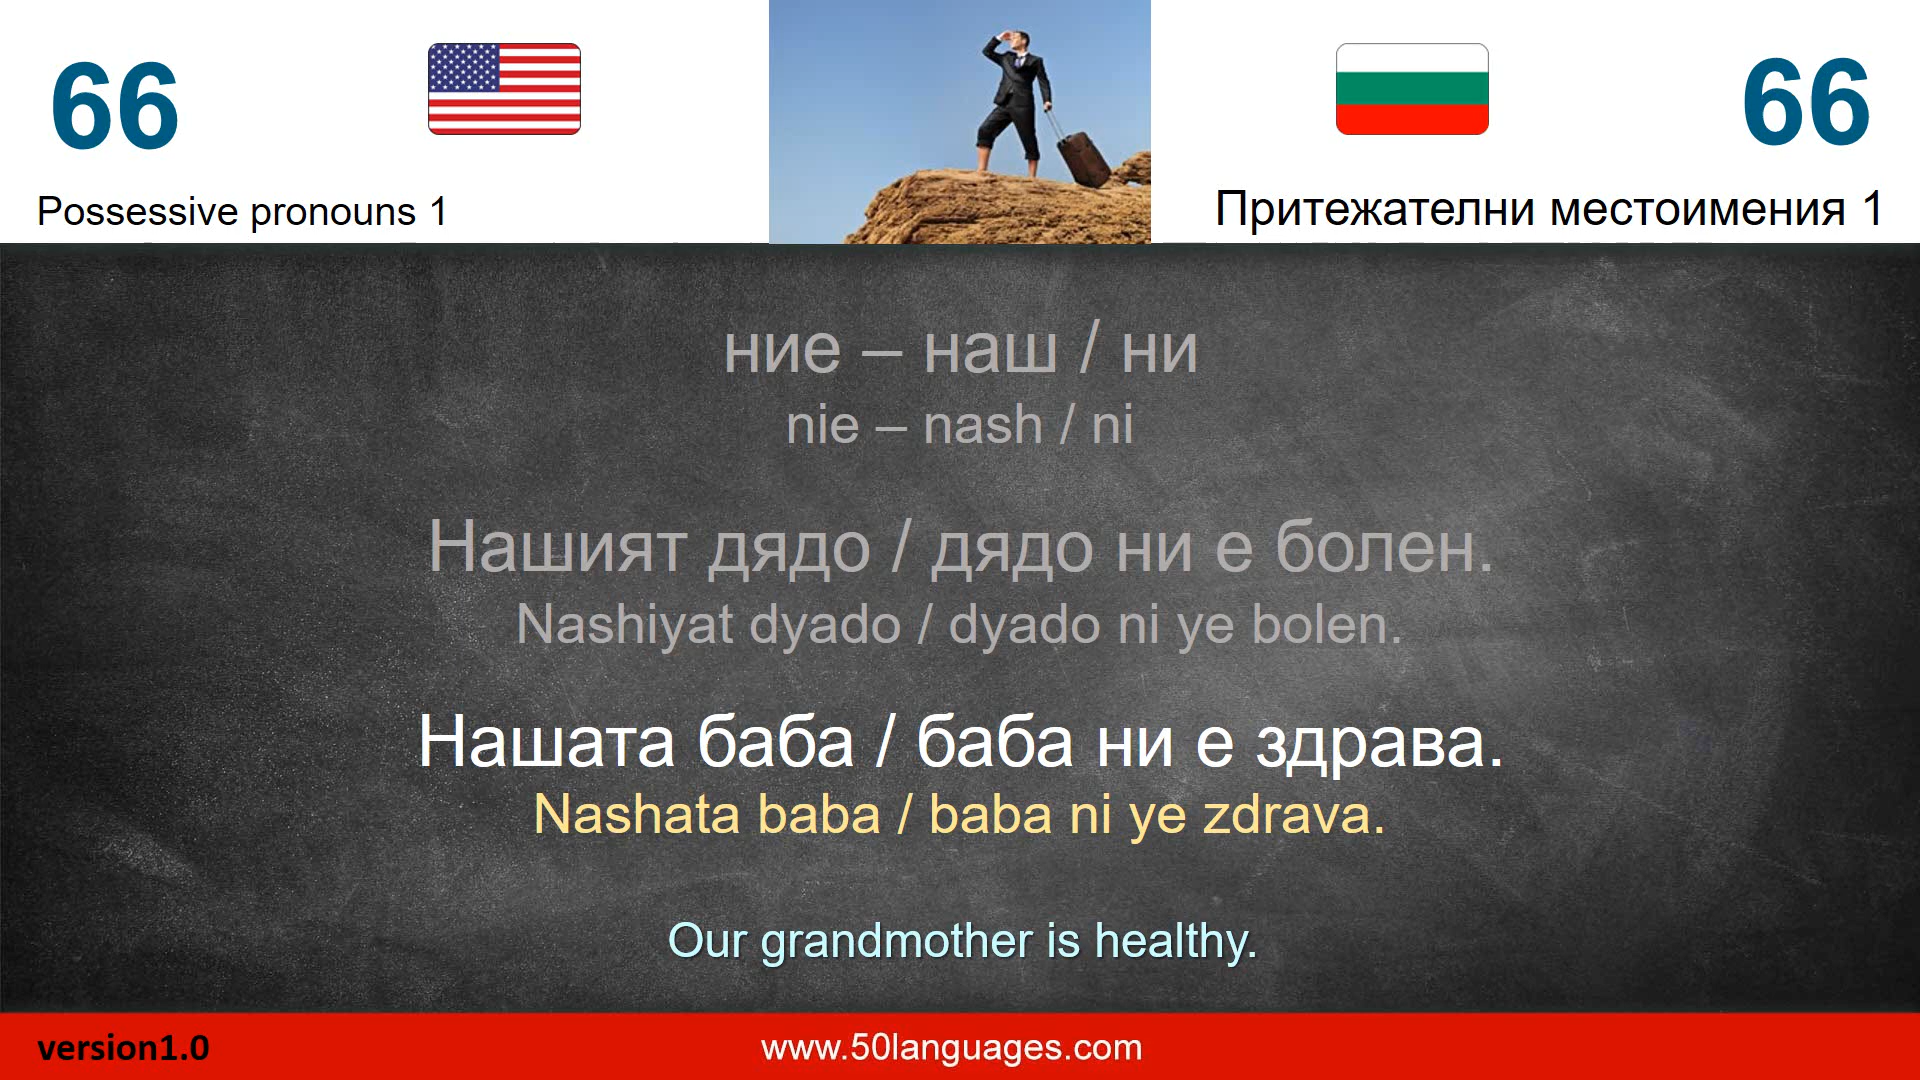 66
66
Possessive pronouns 1
Притежателни местоимения 1
ние – наш / ни
nie – nash / ni
Нашият дядо / дядо ни е болен.
Nashiyat dyado / dyado ni ye bolen.
Нашата баба / баба ни е здрава.
Nashata baba / baba ni ye zdrava.
Our grandmother is healthy.
version1.0
www.50languages.com